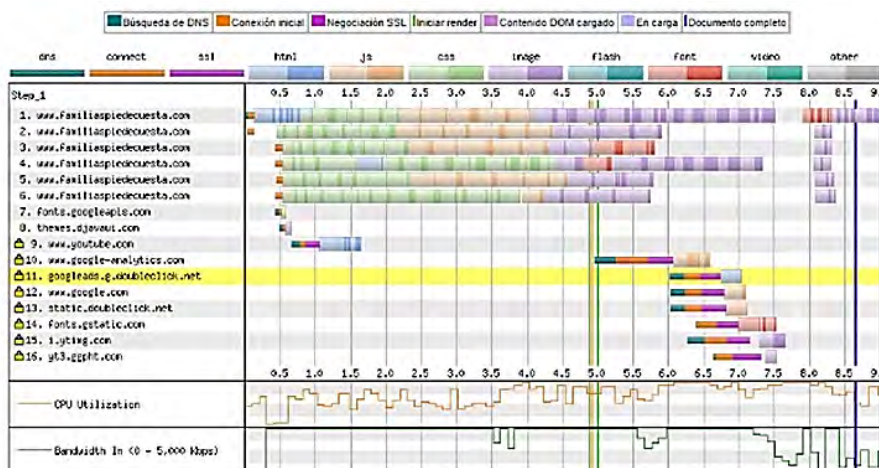 Búsqueda de DNS Conexión inicial Negociación SSL Iniciar render Contenido DOM cargado En carga Documento completo
dns connect ssl html js css image flash font video other
Step_1 0.5 1.0 1.5 2.0 2.5 3.0 3.5 4.0 4.5 5.0 5.5 6.0 6.5 7.0 7.5 8.0 8.5 9.
1. www.familiaspiedecuesta.com
2. www.familiaspiedecuesta.com
3. www.familiaspiedecuesta.com
4. www.familiaspiedecuesta.com
5. www.familiaspiedecuesta.com
6. www.familiaspiedecuesta.com
7. fonts.googleapis.com
8. themes.djavaui.com
9. www.youtube.com
10. www.google-analytics.com
11. googleads.g.doubleclick.net
12. www.google.com
13. static.doubleclick.net
14. fonts.gstatic.com
15. i.ytimg.com
16. yt3.ggpht.com
0.5 1.0 1.5 2.0 2.5 3.0 3.5 4.0 4.5 5.0 5.5 6.0 6.5 7.0 7.5 8.0 8.5 9.
CPU Utilization
Bandwidth In (0 - 5,000 kbps)